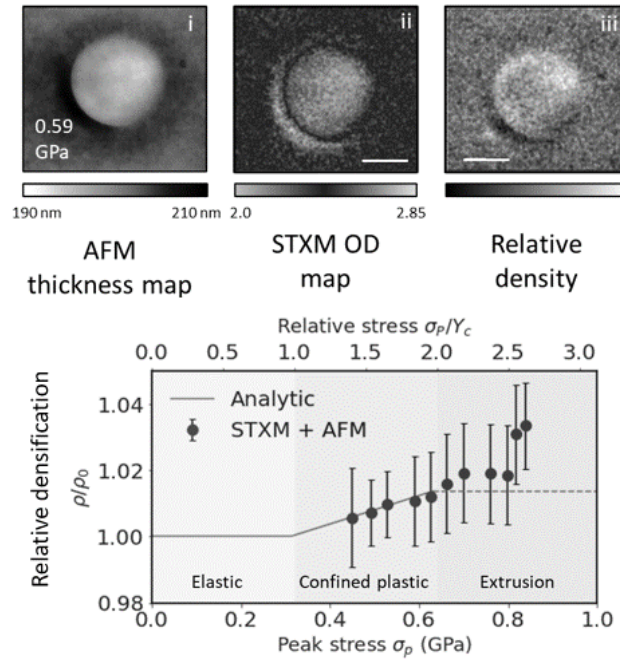 i
ii
iii
0.59
GPa
190 nm 210 nm
2.0 2.85
AFM
thickness map
STXM OD
map
Relative
density
Relative stress σ_P/Y_c
0.0 0.5 1.0 1.5 2.0 2.5 3.0
Relative densification
ρ/ρ₀
1.04
1.02
1.00
0.98
Analytic
STXM + AFM
Elastic
Confined plastic
Extrusion
0.0 0.2 0.4 0.6 0.8 1.0
Peak stress σ_p (GPa)